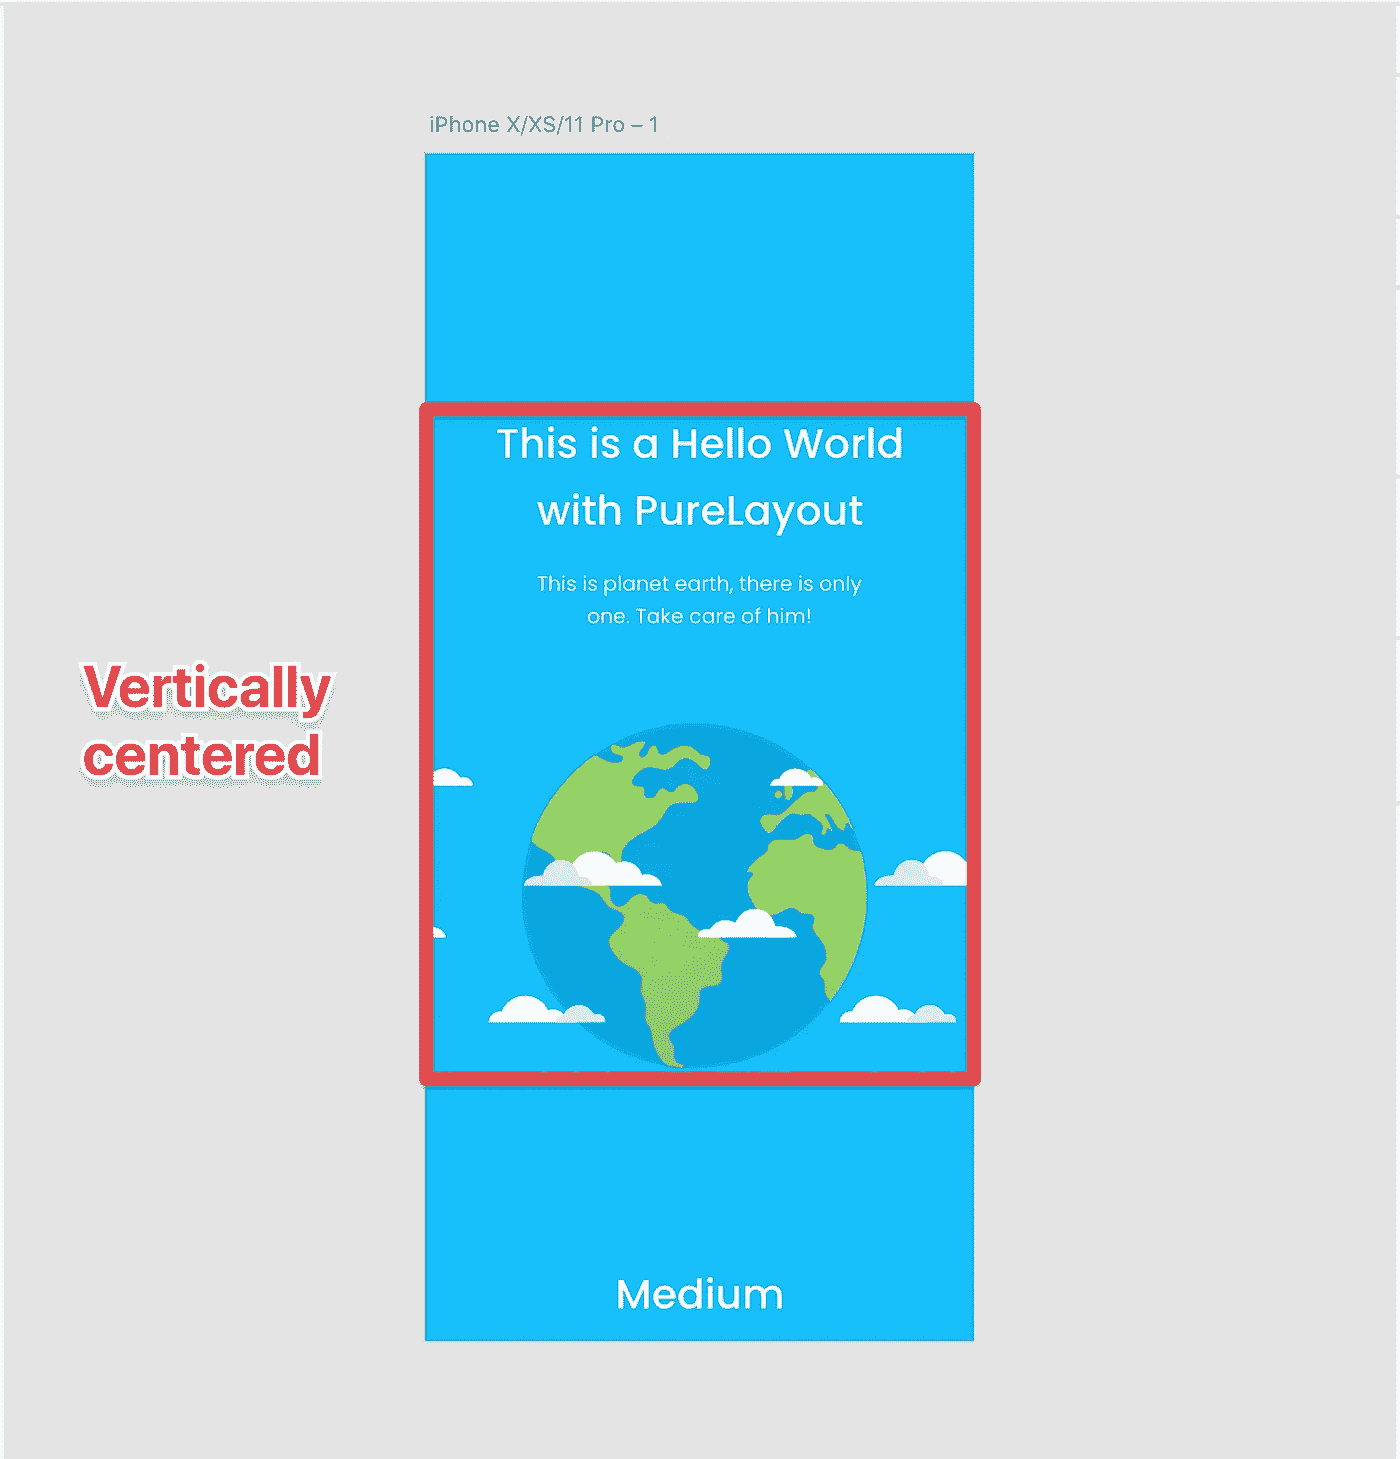 iPhone X/XS/11 Pro – 1
This is a Hello World
with PureLayout
This is planet earth, there is only
one. Take care of him!
Vertically
centered
Medium